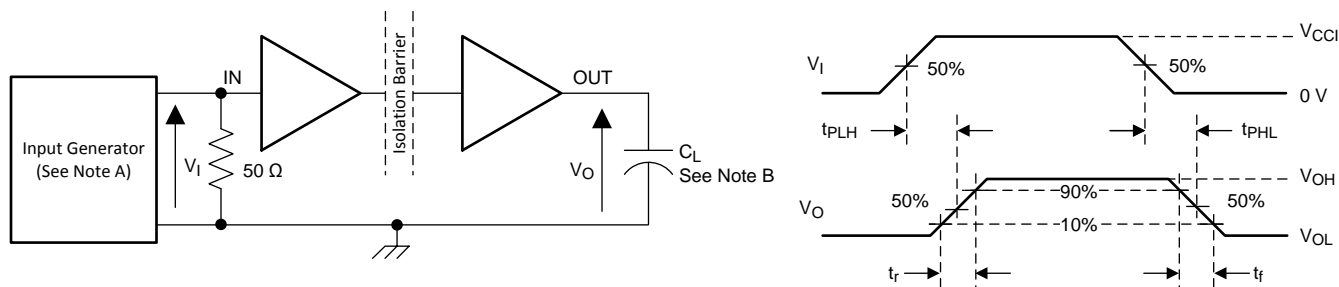 Input Generator
(See Note A)
V_I
IN
50 Ω
Isolation Barrier
OUT
V_O
C_L
See Note B
V_I
50%
50%
V_CCI
0 V
t_PLH
t_PHL
V_O
50%
90%
10%
50%
V_OH
V_OL
t_r
t_f